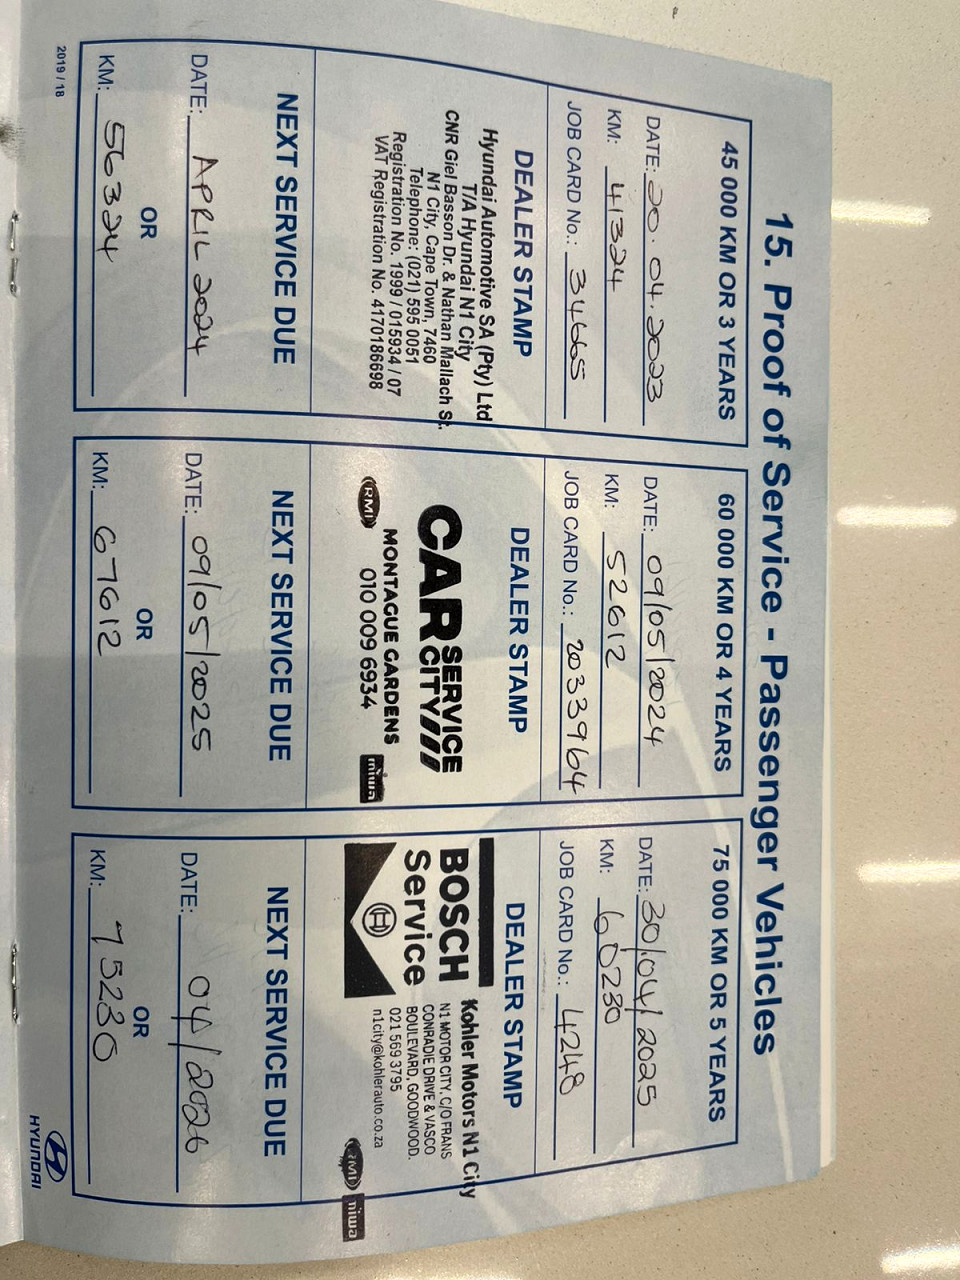 15. Proof of Service - Passenger Vehicles
45 000 KM OR 3 YEARS
DATE: 20.04.2023
KM: 41324
JOB CARD No.: 34665
DEALER STAMP
Hyundai Automotive SA (Pty) Ltd
T/A Hyundai N1 City
CNR Giel Basson Dr. & Nathan Mallach St.
N1 City, Cape Town, 7460
Telephone: (021) 595 0051
Registration No. 1999 / 015934 / 07
VAT Registration No. 4170186698
NEXT SERVICE DUE
DATE: APRIL 2024
OR
KM: 56324
60 000 KM OR 4 YEARS
DATE: 09/05/2024
KM: 52612
JOB CARD No.: 2033964
DEALER STAMP
CAR SERVICE CITY
MONTAGUE GARDENS
010 009 6934
RMI
miwa
NEXT SERVICE DUE
DATE: 09/05/2025
OR
KM: 67612
75 000 KM OR 5 YEARS
DATE: 30/04/2025
KM: 60230
JOB CARD No.: 4248
DEALER STAMP
BOSCH
Service
Kohler Motors N1 City
N1 MOTOR CITY, C/O FRANS
CONRADIE DRIVE & VASCO
BOULEVARD, GOODWOOD.
021 569 3795
n1city@kohlerauto.co.za
RMI
miwa
NEXT SERVICE DUE
DATE: 04/2026
OR
KM: 75230
2019 / 18
HYUNDAI